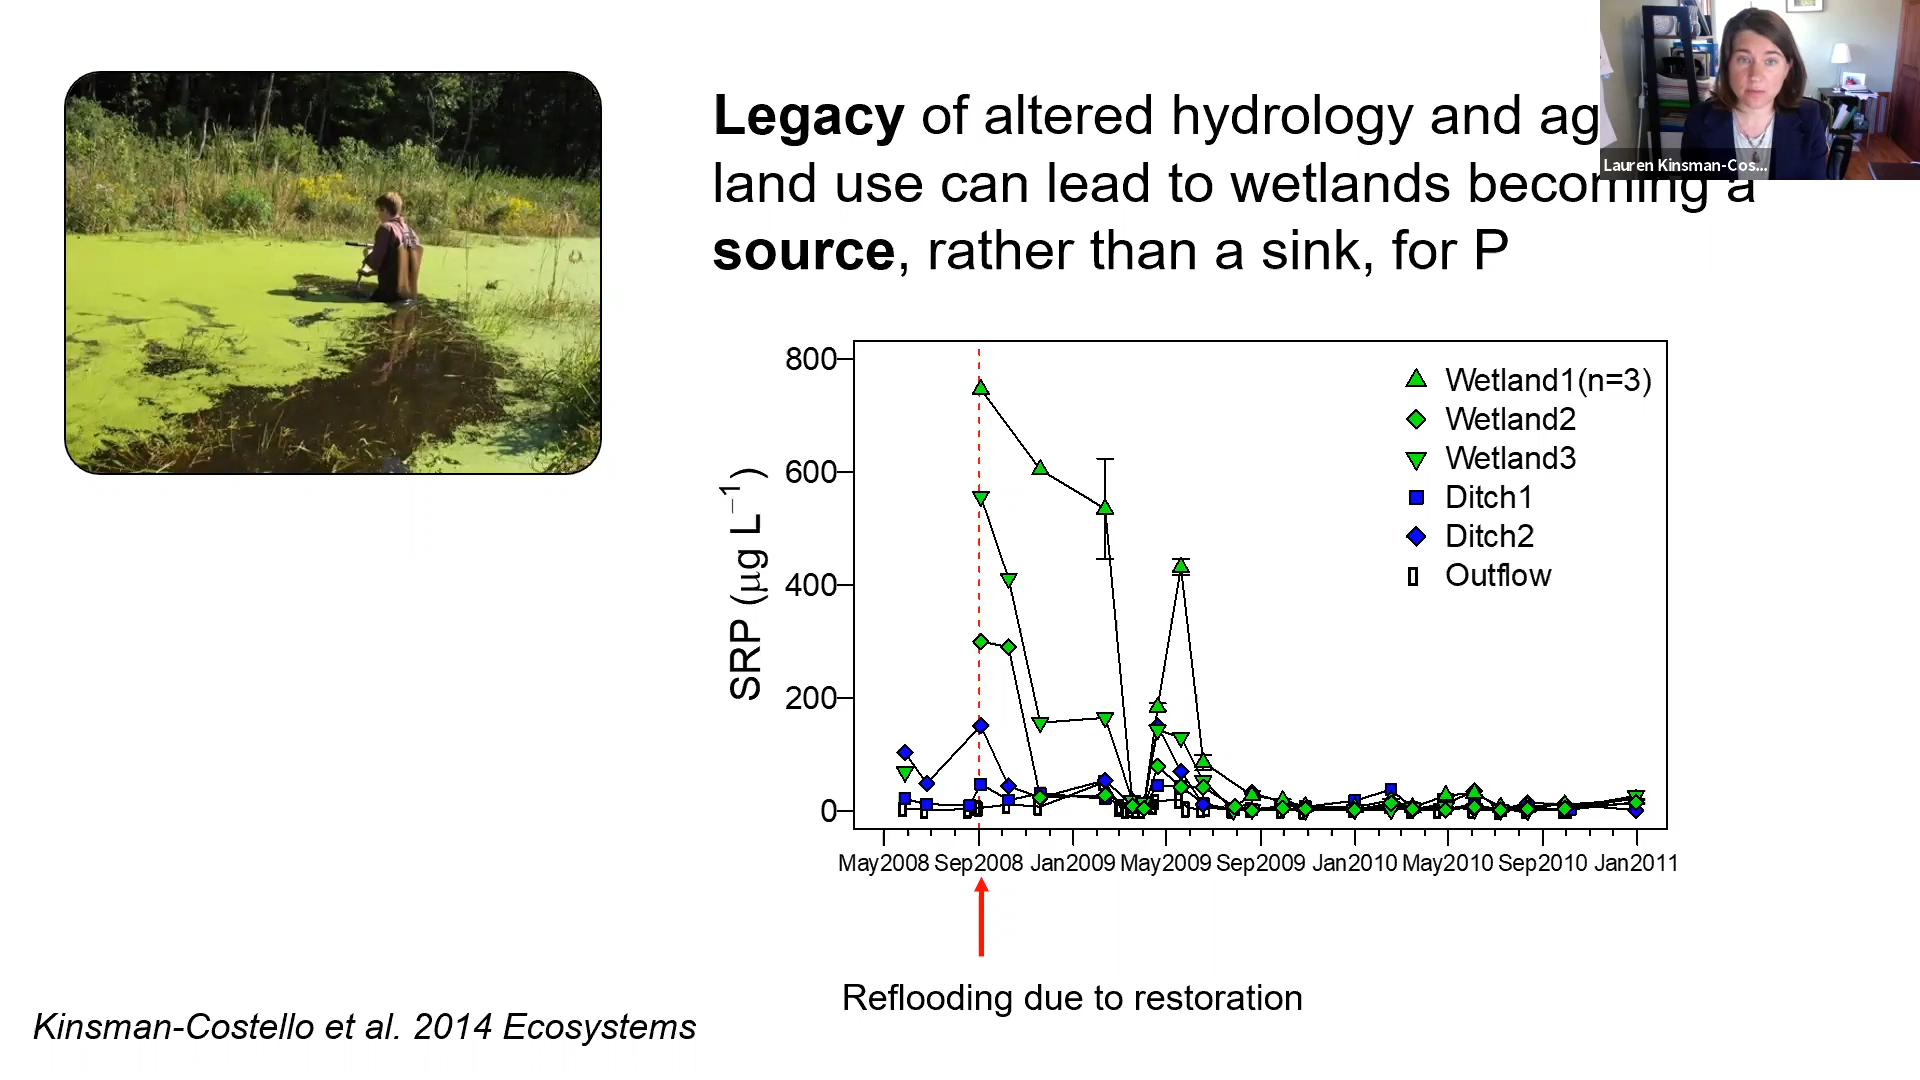 Legacy of altered hydrology and ag
land use can lead to wetlands becoming a
source, rather than a sink, for P
Lauren Kinsman-Cos...
SRP (µg L⁻¹)
800
600
400
200
0
Wetland1(n=3)
Wetland2
Wetland3
Ditch1
Ditch2
Outflow
May2008 Sep2008 Jan2009 May2009 Sep2009 Jan2010 May2010 Sep2010 Jan2011
Reflooding due to restoration
Kinsman-Costello et al. 2014 Ecosystems